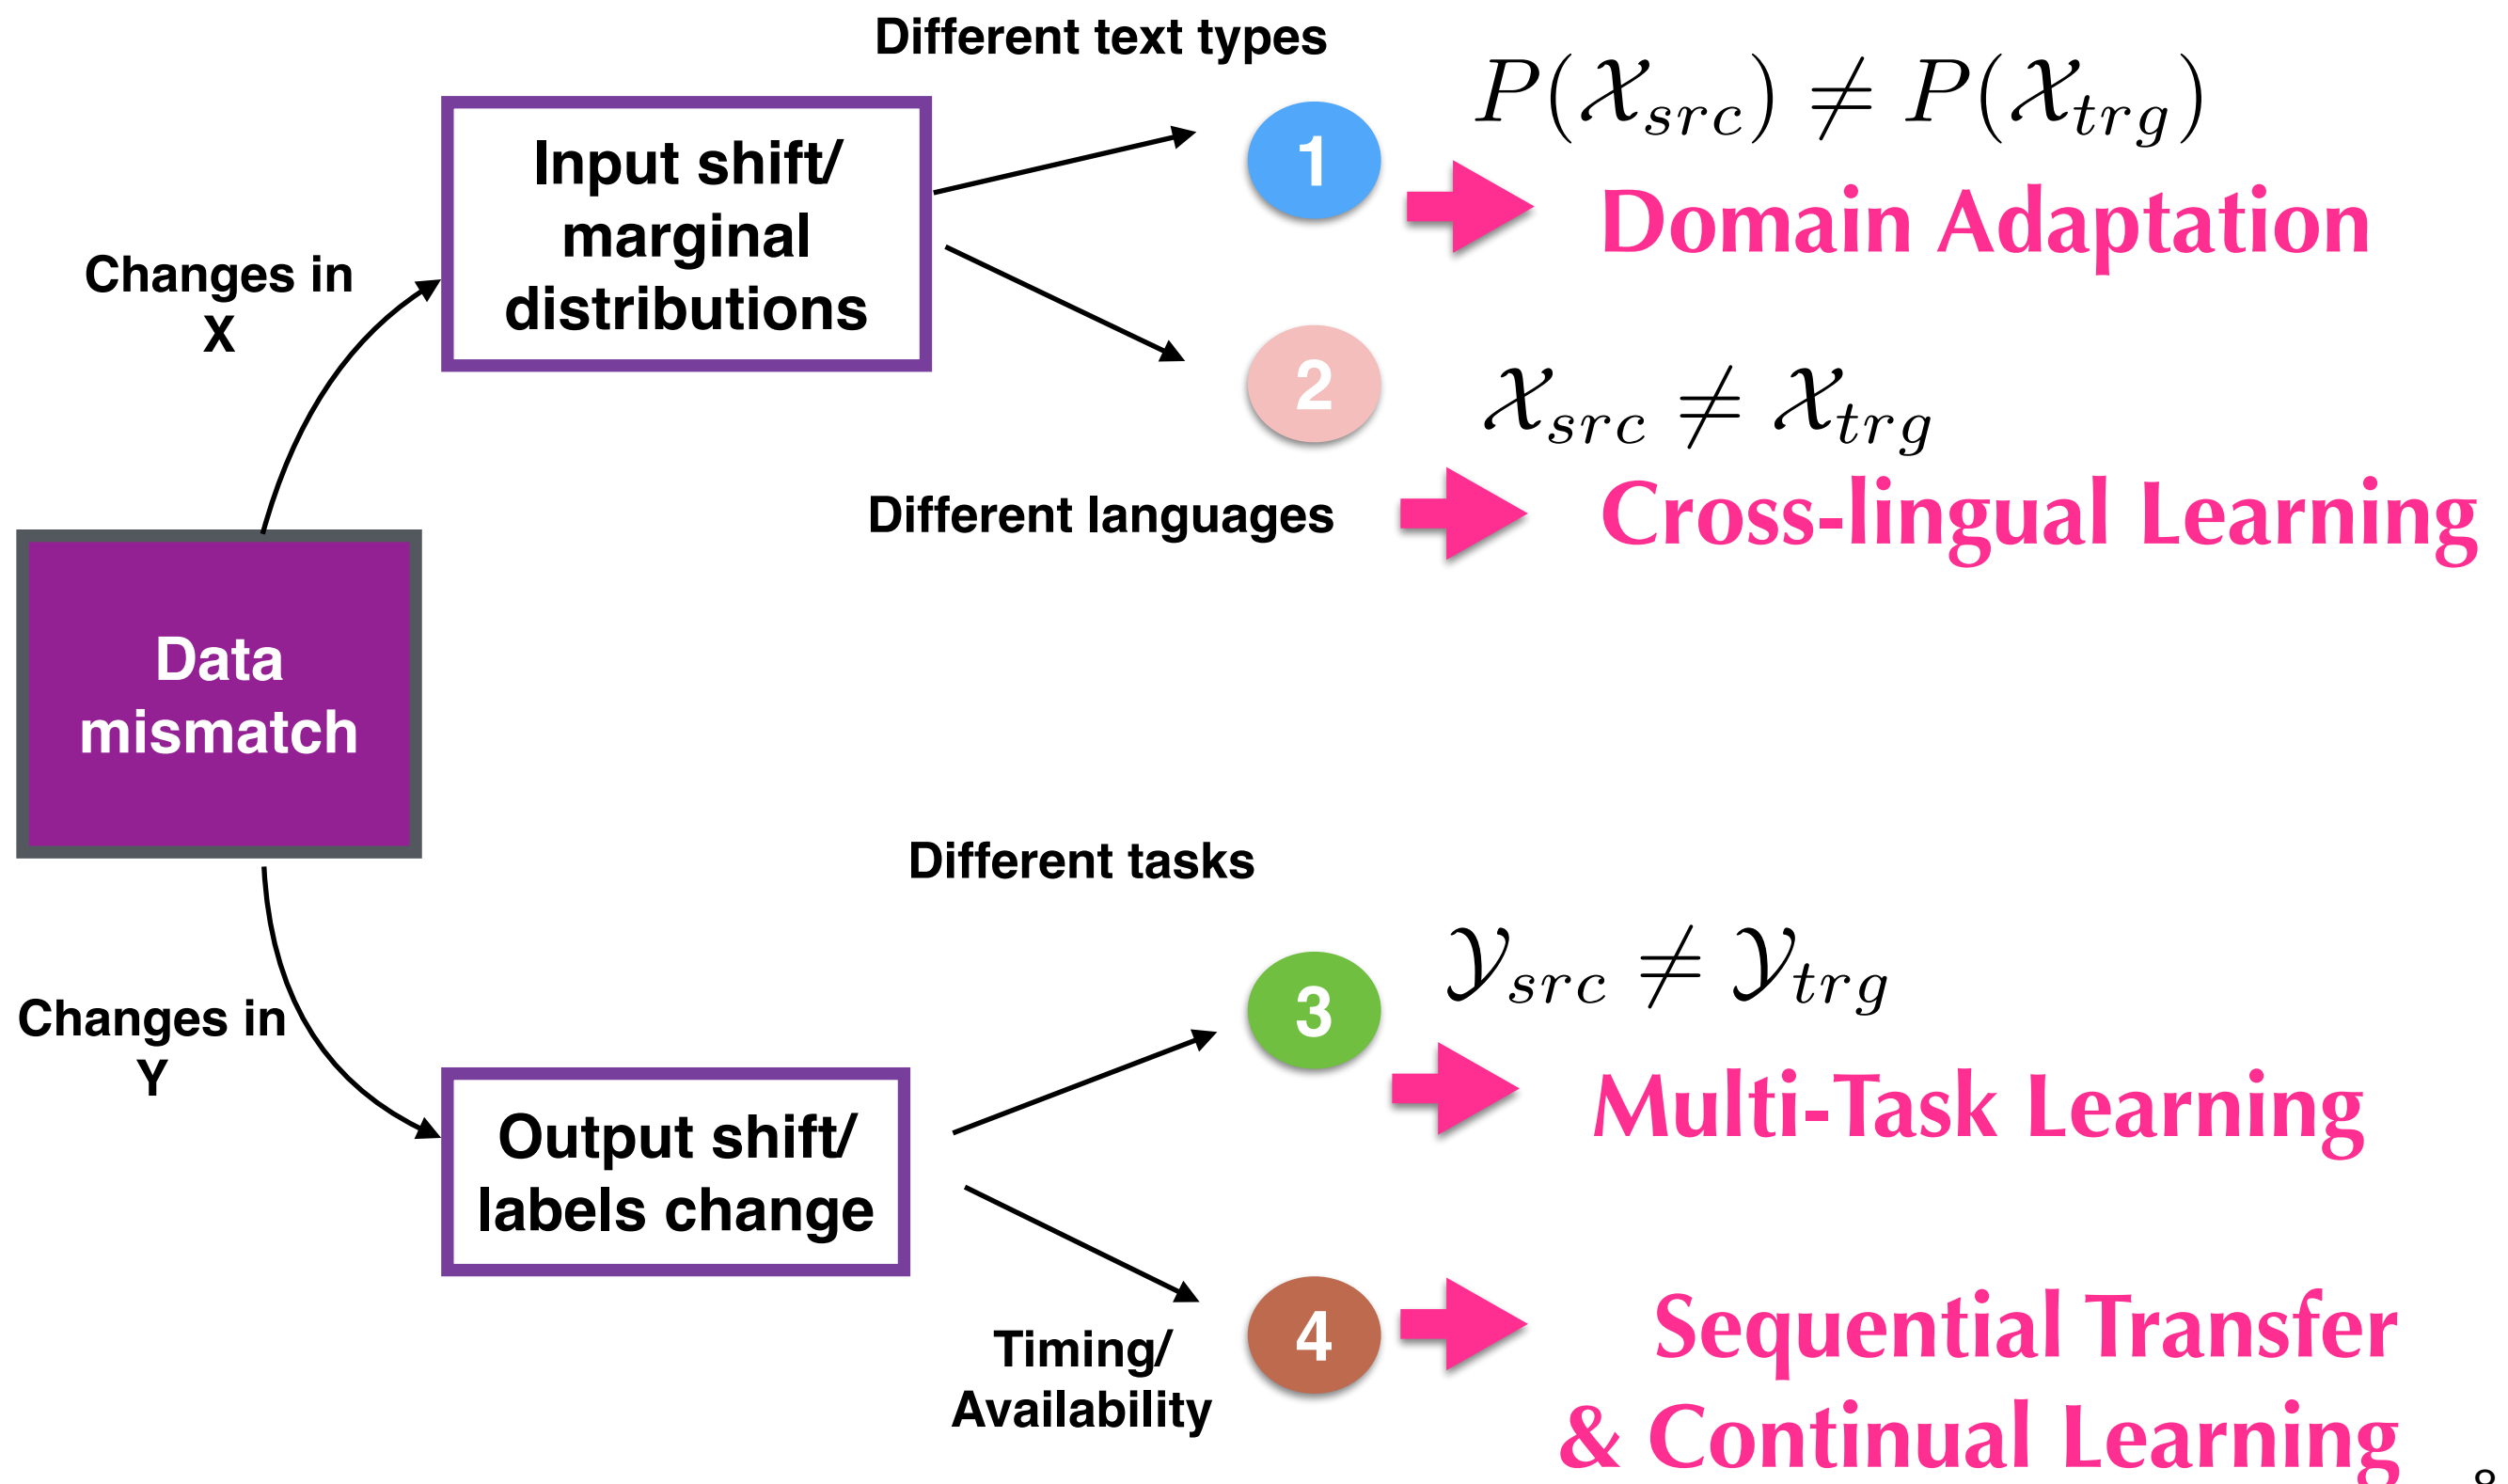 Different text types
P(𝒳src) ≠ P(𝒳trg)
1
Domain Adaptation
Input shift/
marginal
distributions
Changes in
X
2
𝒳src ≠ 𝒳trg
Different languages
Cross-lingual Learning
Data
mismatch
Different tasks
3
𝒴src ≠ 𝒴trg
Multi-Task Learning
Changes in
Y
Output shift/
labels change
4
Timing/
Availability
Sequential Transfer
& Continual Learning